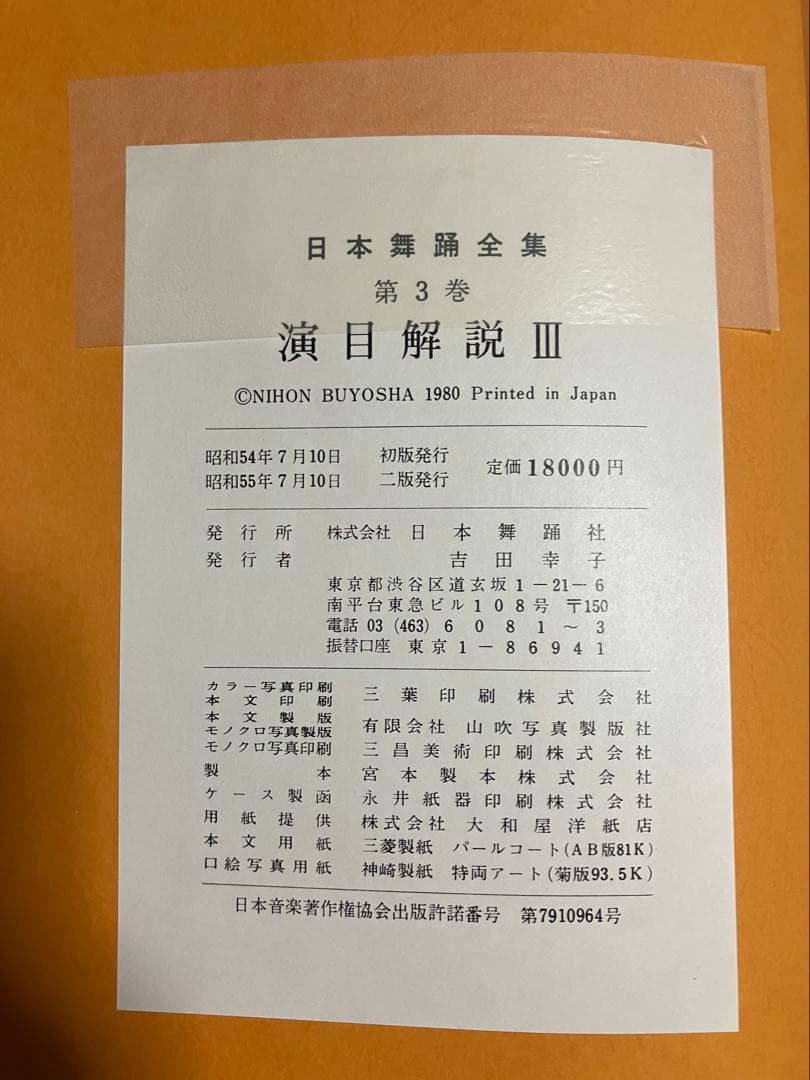 日本舞踊全集
第3巻
演目解説Ⅲ
©NIHON BUYOSHA 1980 Printed in Japan
昭和54年7月10日 初版発行
昭和55年7月10日 二版発行
定価18000円
発行所 株式会社 日本舞踊社
発行者 吉田幸子
東京都渋谷区道玄坂1-21-6
南平台東急ビル108号 〒150
電話 03 (463) 6081~3
振替口座 東京1-86941
カラー写真印刷
本文印刷 三葉印刷株式会社
本文製版
モノクロ写真製版 有限会社 山吹写真製版社
モノクロ写真印刷 三昌美術印刷株式会社
製本 宮本製本株式会社
ケース製函 永井紙器印刷株式会社
用紙提供 株式会社 大和屋洋紙店
本文用紙 三菱製紙 パールコート(AB版81K)
口絵写真用紙 神崎製紙 特両アート(菊版93.5K)
日本音楽著作権協会出版許諾番号 第7910964号